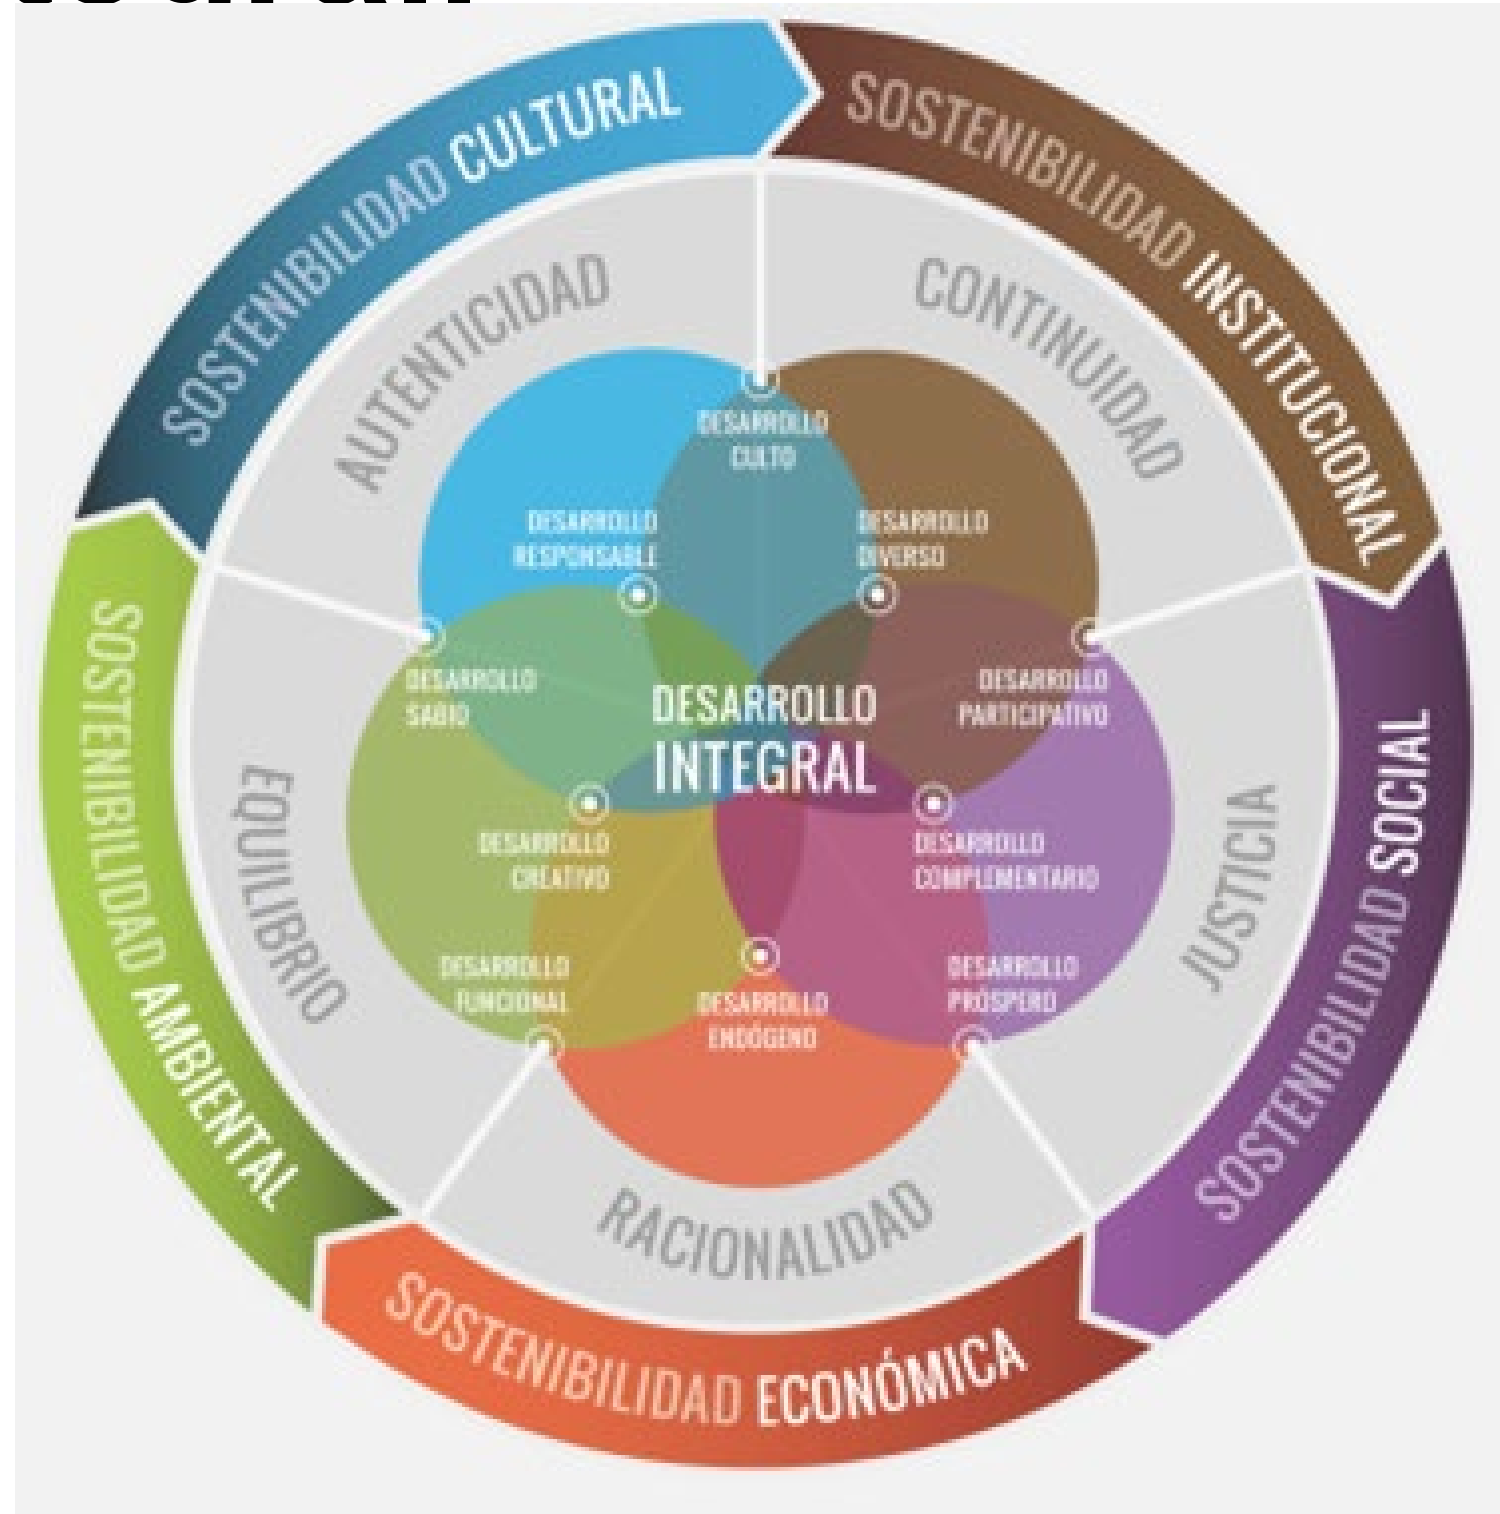 SOSTENIBILIDAD CULTURAL
SOSTENIBILIDAD INSTITUCIONAL
AUTENTICIDAD
CONTINUIDAD
DESARROLLO
CULTO
DESARROLLO
RESPONSABLE
DESARROLLO
DIVERSO
DESARROLLO
SABIO
DESARROLLO
INTEGRAL
DESARROLLO
PARTICIPATIVO
DESARROLLO
CREATIVO
DESARROLLO
COMPLEMENTARIO
DESARROLLO
FUNCIONAL
DESARROLLO
ENDÓGENO
DESARROLLO
PRÓSPERO
EQUILIBRIO
JUSTICIA
RACIONALIDAD
SOSTENIBILIDAD AMBIENTAL
SOSTENIBILIDAD SOCIAL
SOSTENIBILIDAD ECONÓMICA